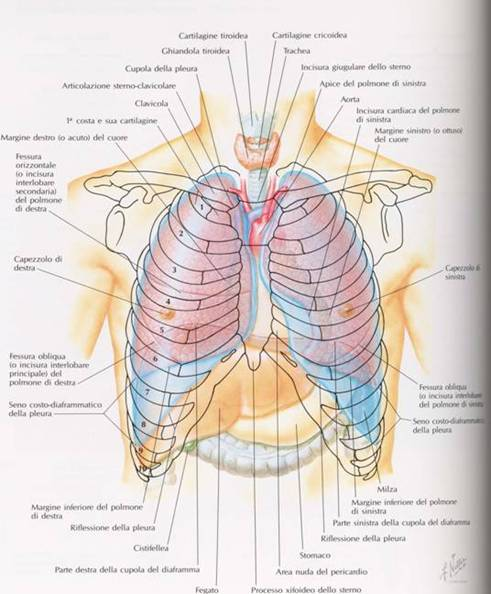 Cartilagine tiroidea
Cartilagine cricoidea
Ghiandola tiroidea
Trachea
Cupola della pleura
Incisura giugulare dello sterno
Articolazione sterno-clavicolare
Apice del polmone di sinistra
Clavicola
Aorta
1ª costa e sua cartilagine
Incisura cardiaca del polmone
di sinistra
Margine destro (o acuto) del cuore
Margine sinistro (o ottuso)
del cuore
Fessura
orizzontale
(o incisura
interlobare
secondaria)
del polmone
di destra
Capezzolo di
destra
Capezzolo di
sinistra
Fessura obliqua
(o incisura interlobare
principale) del
polmone di destra
Fessura obliqua
(o incisura interlobare
del polmone di sinistra
Seno costo-diaframmatico
della pleura
Seno costo-diaframmatico
della pleura
1
2
3
4
5
6
7
8
9
10
Margine inferiore del polmone
di destra
Riflessione della pleura
Cistifellea
Parte destra della cupola del diaframma
Fegato
Processo xifoideo dello sterno
Area nuda del pericardio
Stomaco
Riflessione della pleura
Parte sinistra della cupola del diaframma
Margine inferiore del polmone
di sinistra
Milza